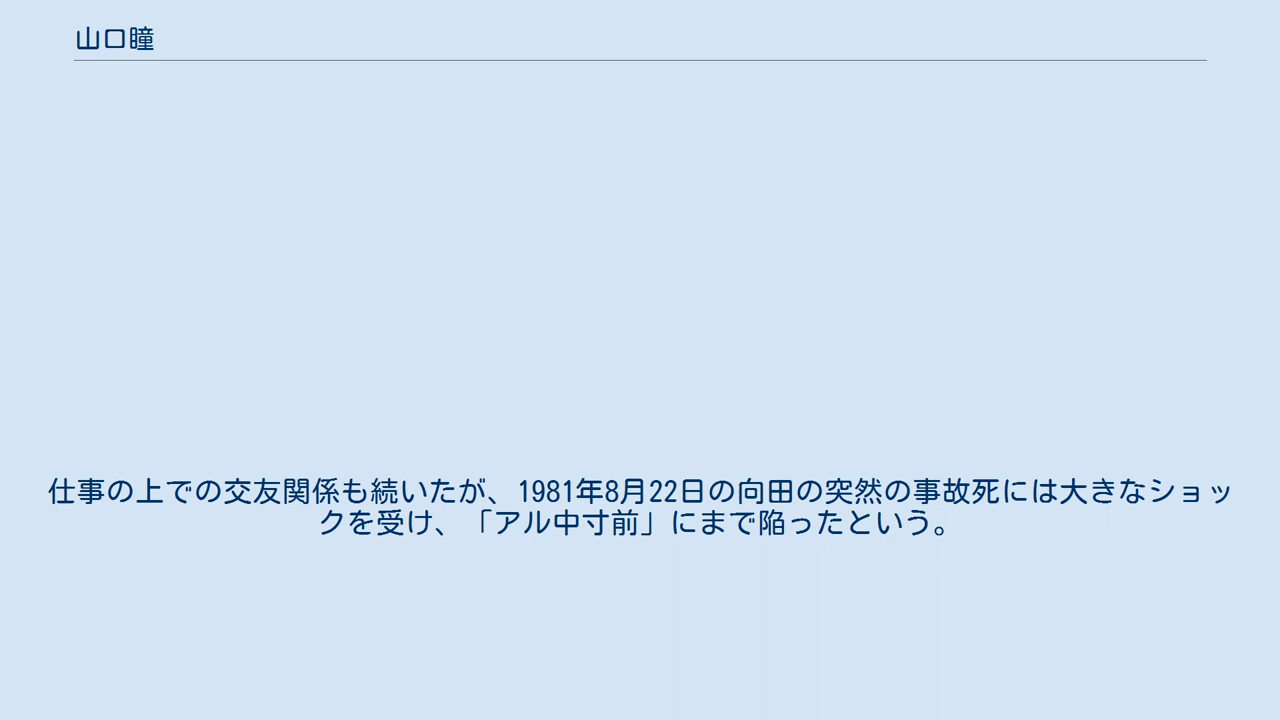 山口瞳
仕事の上での交友関係も続いたが、1981年8月22日の向田の突然の事故死には大きなショッ
クを受け、「アル中寸前」にまで陥ったという。